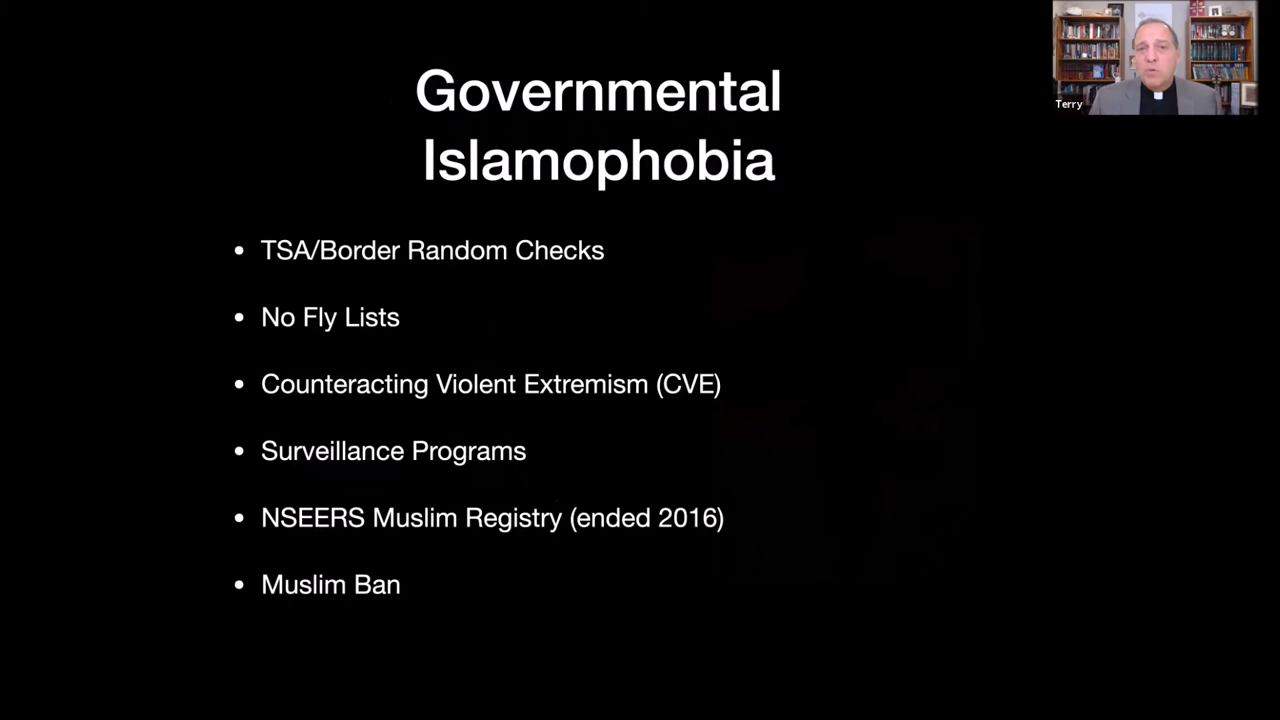 Governmental
Islamophobia
Terry
• TSA/Border Random Checks
• No Fly Lists
• Counteracting Violent Extremism (CVE)
• Surveillance Programs
• NSEERS Muslim Registry (ended 2016)
• Muslim Ban